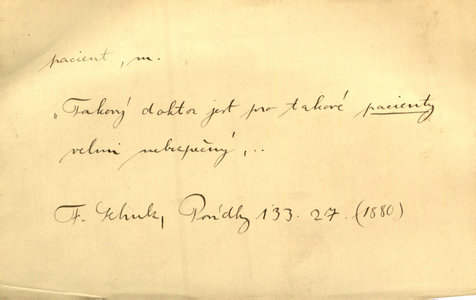 pacient, m.
„Takový doktor jest pro takové pacienty
velmi nebezpečný‚ ..
F. Schulz, Povídky 133. 27. (1880)